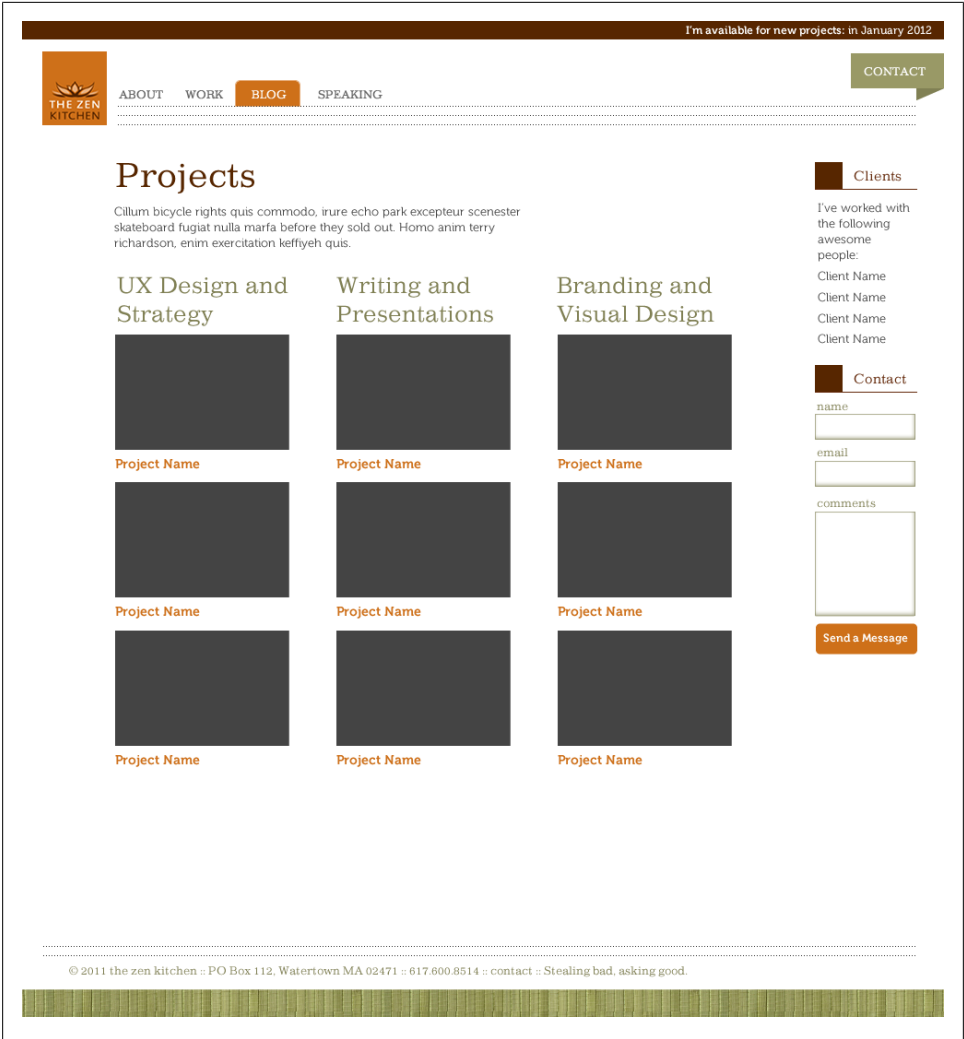 I'm available for new projects: in January 2012
CONTACT
THE ZEN
KITCHEN
ABOUT WORK BLOG SPEAKING
Projects
Cillum bicycle rights quis commodo, irure echo park excepteur scenester
skateboard fugiat nulla marfa before they sold out. Homo anim terry
richardson, enim exercitation keffiyeh quis.
UX Design and
Strategy
Project Name
Project Name
Project Name
Writing and
Presentations
Project Name
Project Name
Project Name
Branding and
Visual Design
Project Name
Project Name
Project Name
Clients
I've worked with
the following
awesome
people:
Client Name
Client Name
Client Name
Client Name
Contact
name
email
comments
Send a Message
© 2011 the zen kitchen :: PO Box 112, Watertown MA 02471 :: 617.600.8514 :: contact :: Stealing bad, asking good.